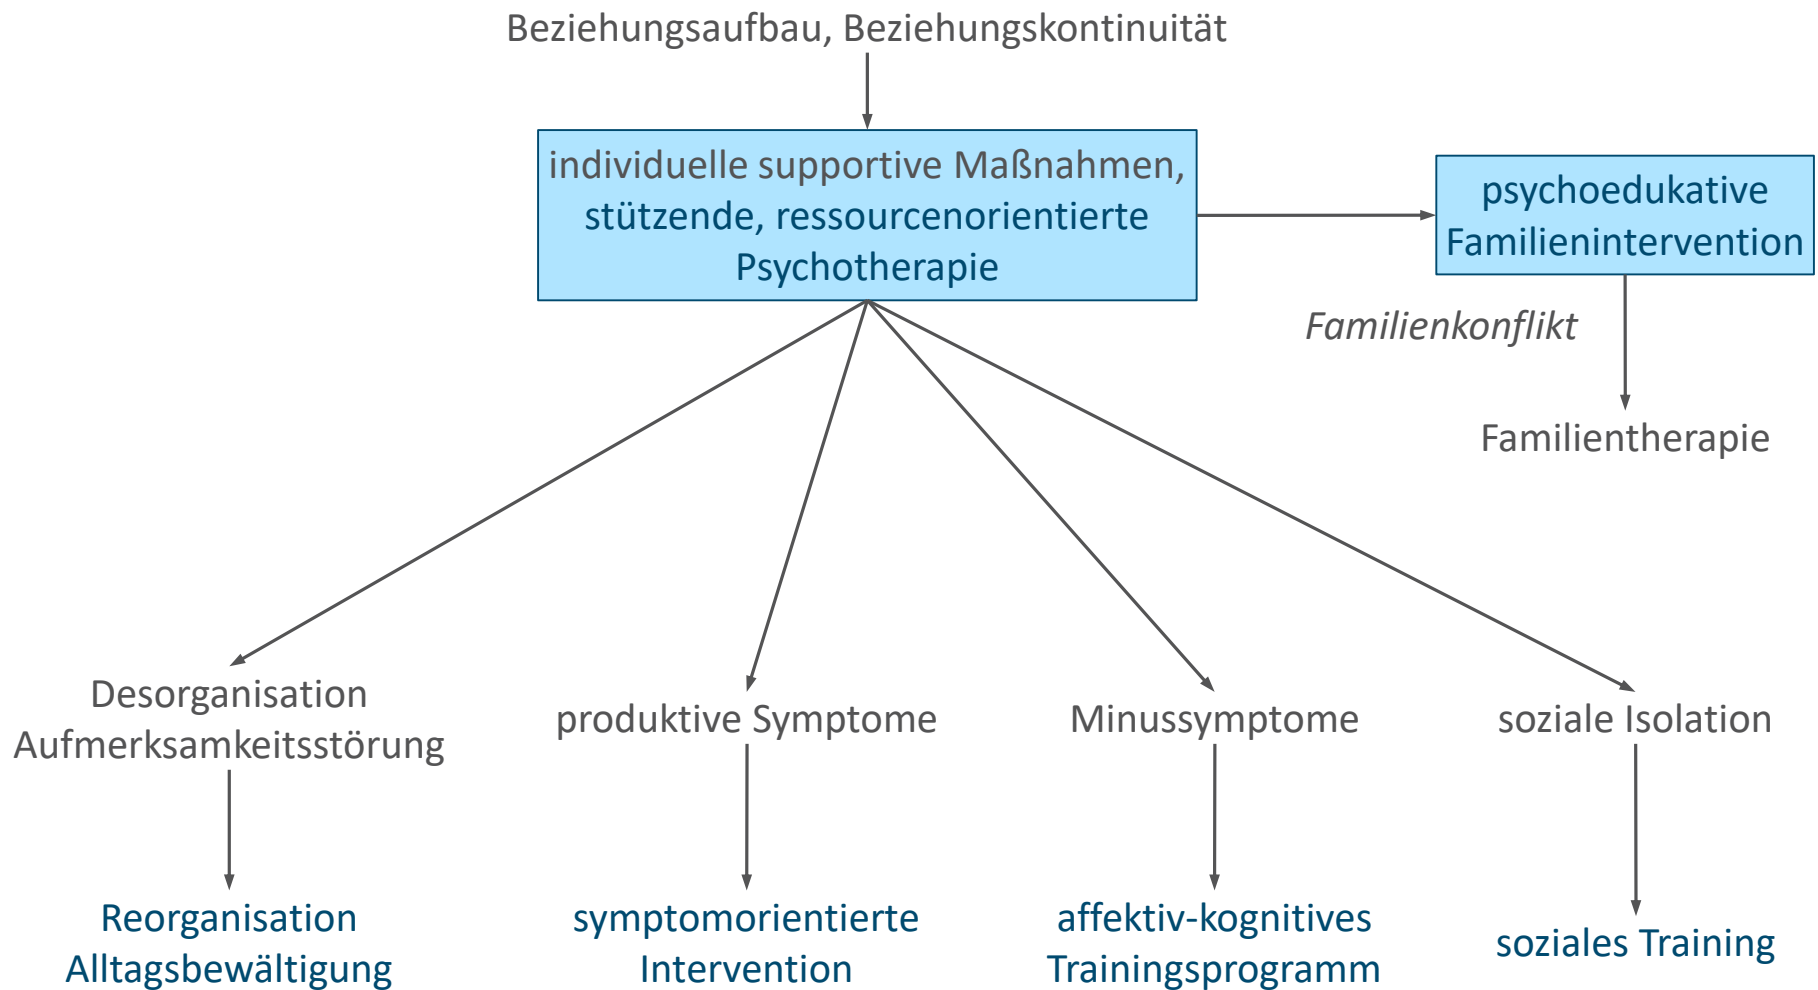 Beziehungsaufbau, Beziehungskontinuität
individuelle supportive Maßnahmen,
stützende, ressourcenorientierte
Psychotherapie
psychoedukative
Familienintervention
Familienkonflikt
Familientherapie
Desorganisation
Aufmerksamkeitsstörung
produktive Symptome
Minussymptome
soziale Isolation
Reorganisation
Alltagsbewältigung
symptomorientierte
Intervention
affektiv-kognitives
Trainingsprogramm
soziales Training